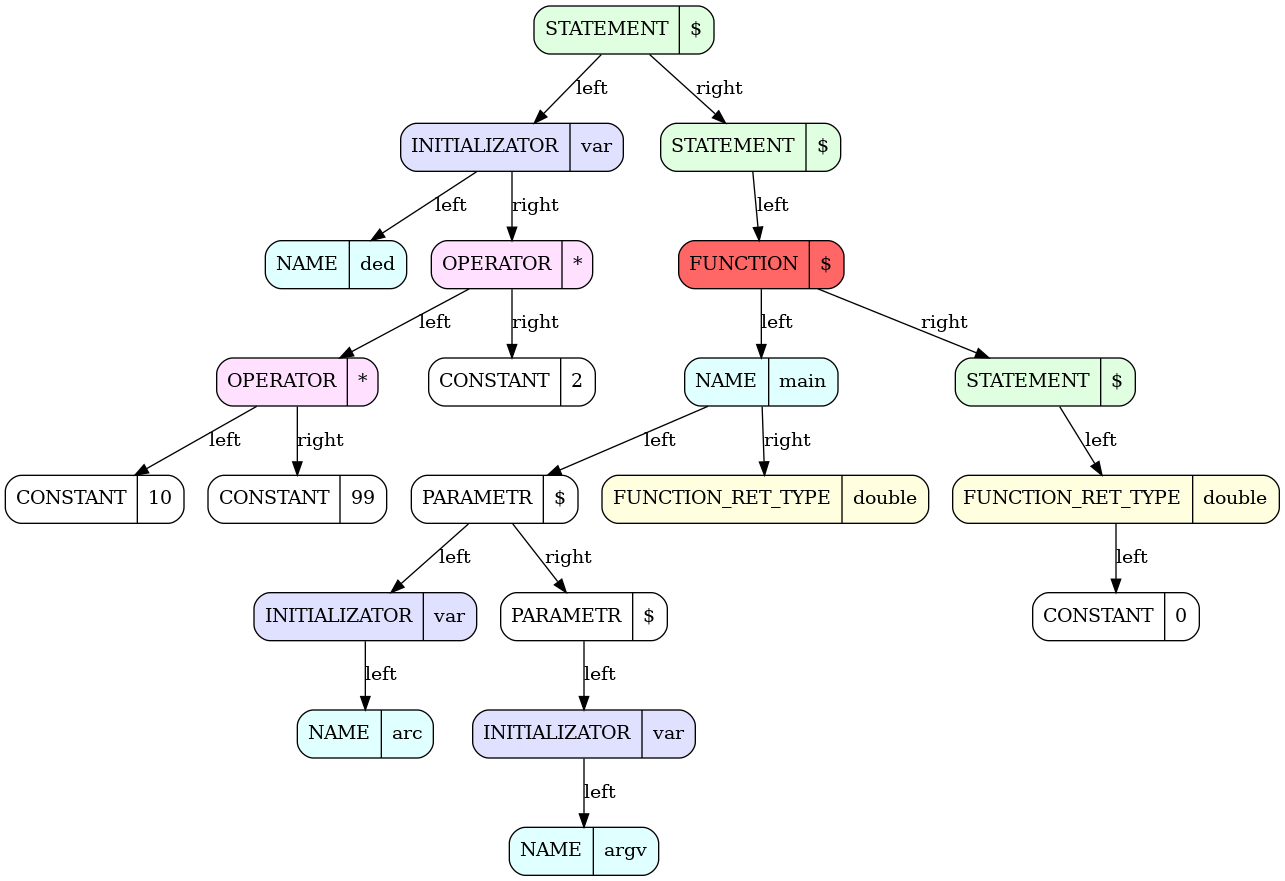 STATEMENT $
left right
INITIALIZATOR var STATEMENT $
left right left
NAME ded OPERATOR * FUNCTION $
left right left right
OPERATOR * CONSTANT 2 NAME main STATEMENT $
left right left right left
CONSTANT 10 CONSTANT 99 PARAMETR $ FUNCTION_RET_TYPE double FUNCTION_RET_TYPE double
left right left
INITIALIZATOR var PARAMETR $ CONSTANT 0
left left
NAME arc INITIALIZATOR var
left
NAME argv